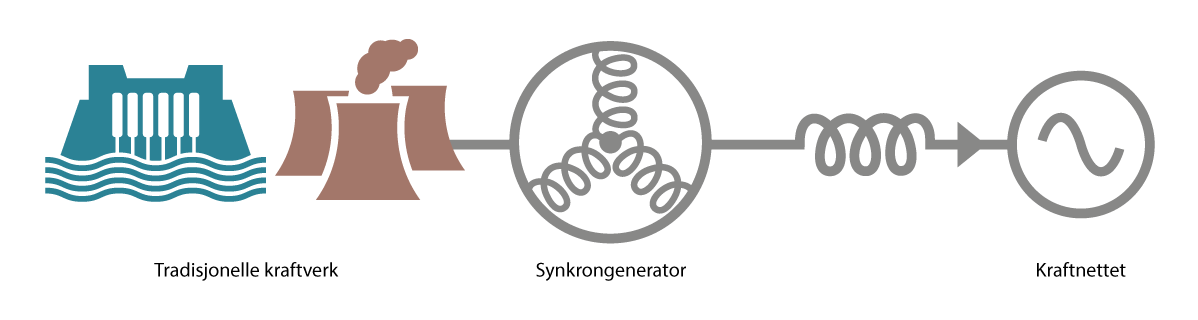 Tradisjonelle kraftverk
Synkrongenerator
Kraftnettet